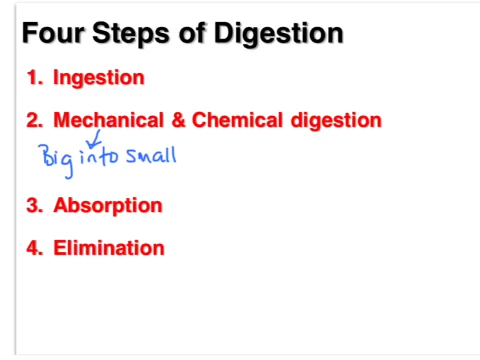 Four Steps of Digestion
1. Ingestion
2. Mechanical & Chemical digestion
Big into small
3. Absorption
4. Elimination